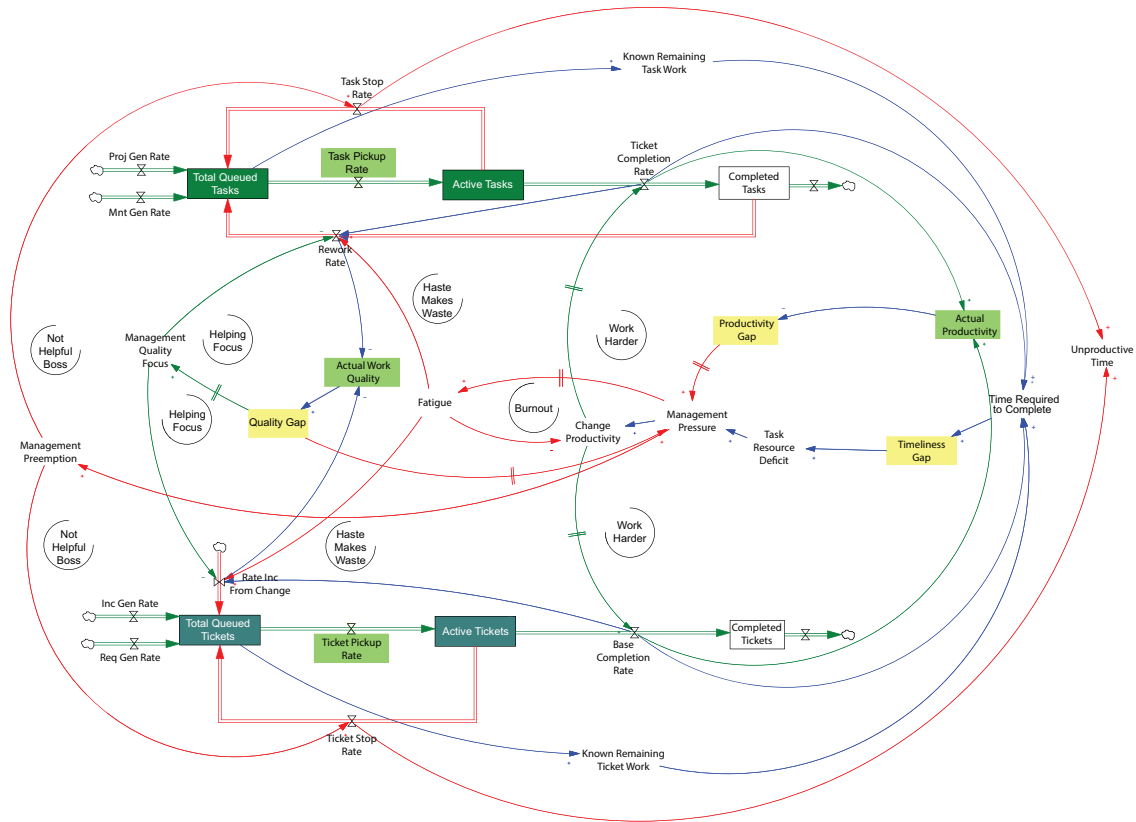 Known Remaining
Task Work
Task Stop
Rate
Proj Gen Rate
Task Pickup
Rate
Ticket
Completion
Rate
Total Queued
Tasks
Active Tasks
Completed
Tasks
Mnt Gen Rate
Rework
Rate
Haste
Makes
Waste
Not
Helpful
Boss
Management
Quality
Focus
Helping
Focus
Work
Harder
Productivity
Gap
Actual
Productivity
Unproductive
Time
Actual Work
Quality
Helping
Focus
Quality Gap
Fatigue
Burnout
Change
Productivity
Management
Pressure
Task
Resource
Deficit
Timeliness
Gap
Time Required
to Complete
Management
Preemption
Not
Helpful
Boss
Haste
Makes
Waste
Work
Harder
Rate Inc
From Change
Inc Gen Rate
Total Queued
Tickets
Ticket Pickup
Rate
Active Tickets
Base
Completion
Rate
Completed
Tickets
Req Gen Rate
Ticket Stop
Rate
Known Remaining
Ticket Work